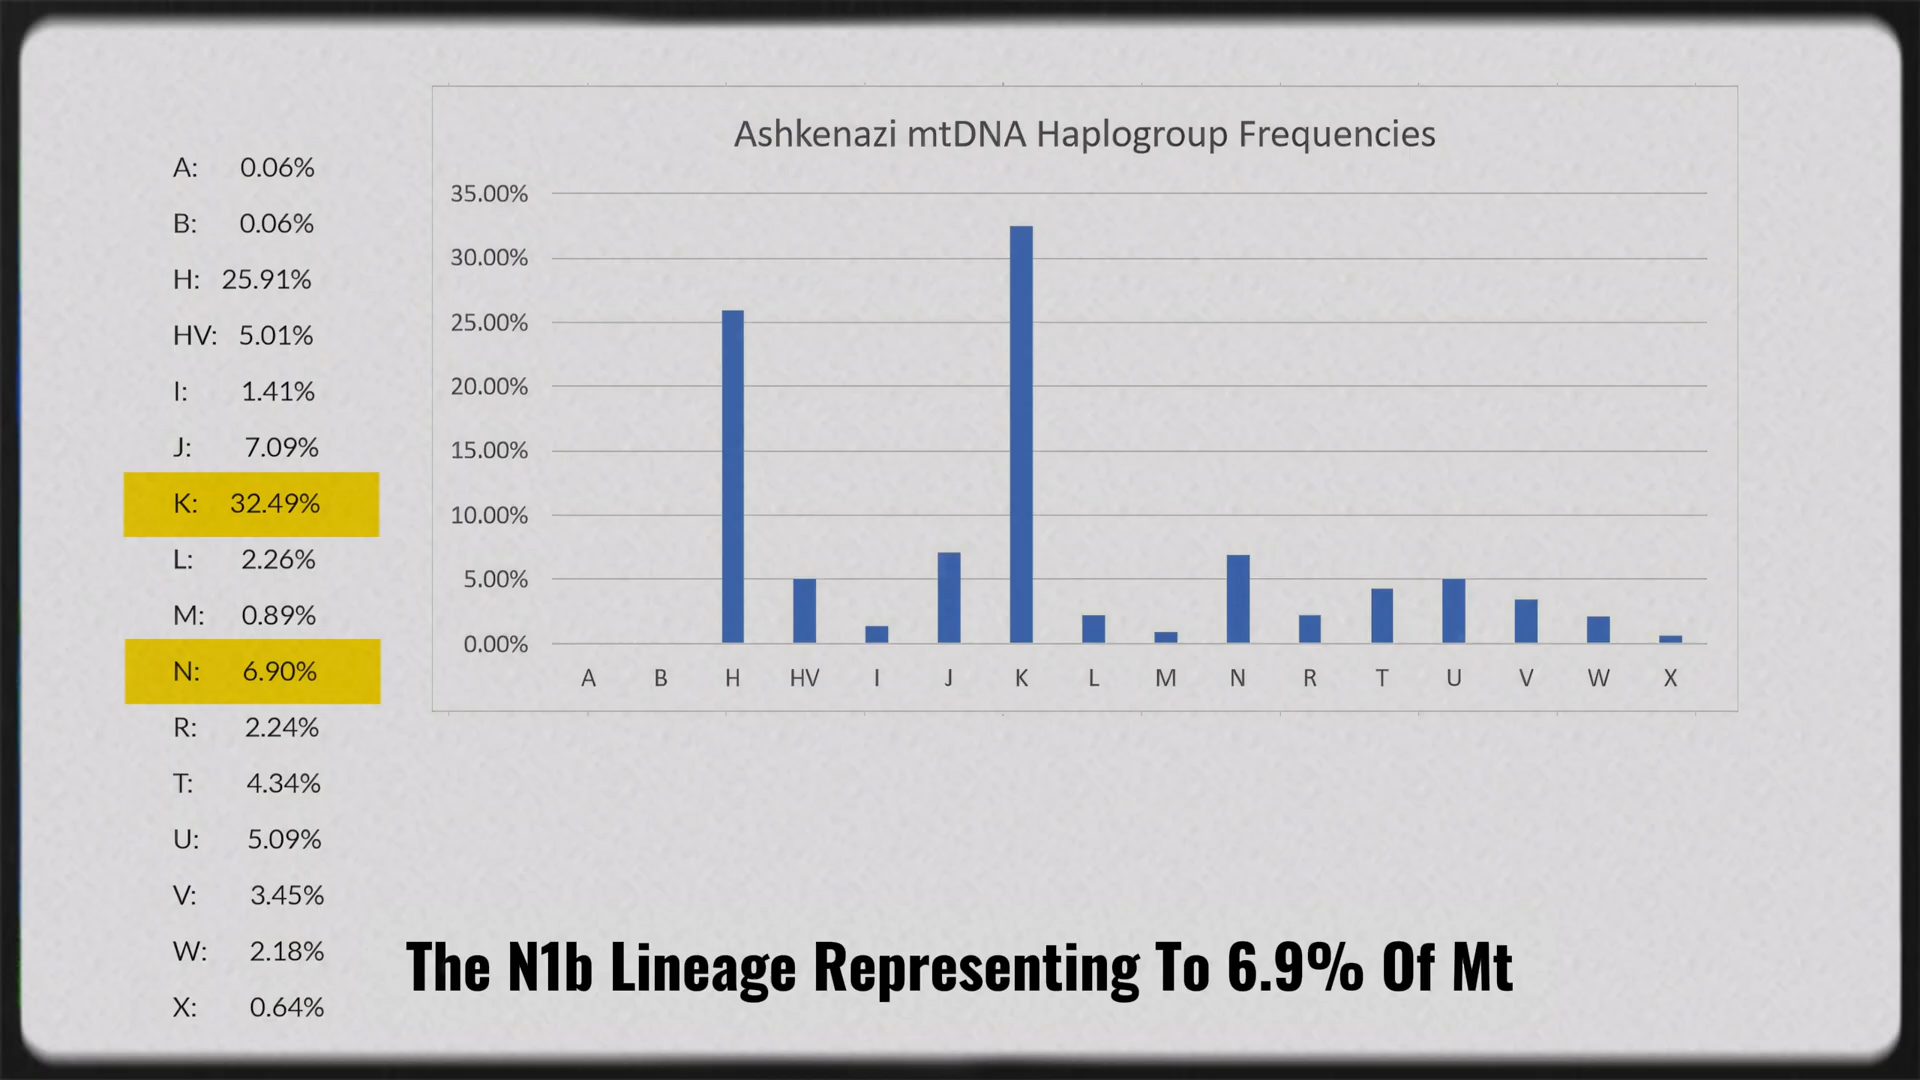 A: 0.06%
B: 0.06%
H: 25.91%
HV: 5.01%
I: 1.41%
J: 7.09%
K: 32.49%
L: 2.26%
M: 0.89%
N: 6.90%
R: 2.24%
T: 4.34%
U: 5.09%
V: 3.45%
W: 2.18%
X: 0.64%
Ashkenazi mtDNA Haplogroup Frequencies
35.00%
30.00%
25.00%
20.00%
15.00%
10.00%
5.00%
0.00%
A B H HV I J K L M N R T U V W X
The N1b Lineage Representing To 6.9% Of Mt